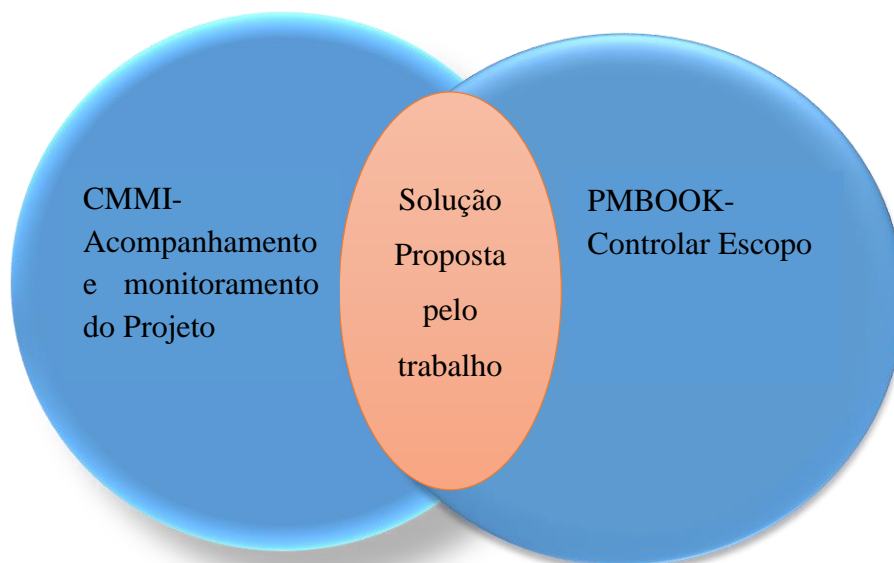 CMMI-
Acompanhamento
e monitoramento
do Projeto
Solução
Proposta
pelo
trabalho
PMBOOK-
Controlar Escopo